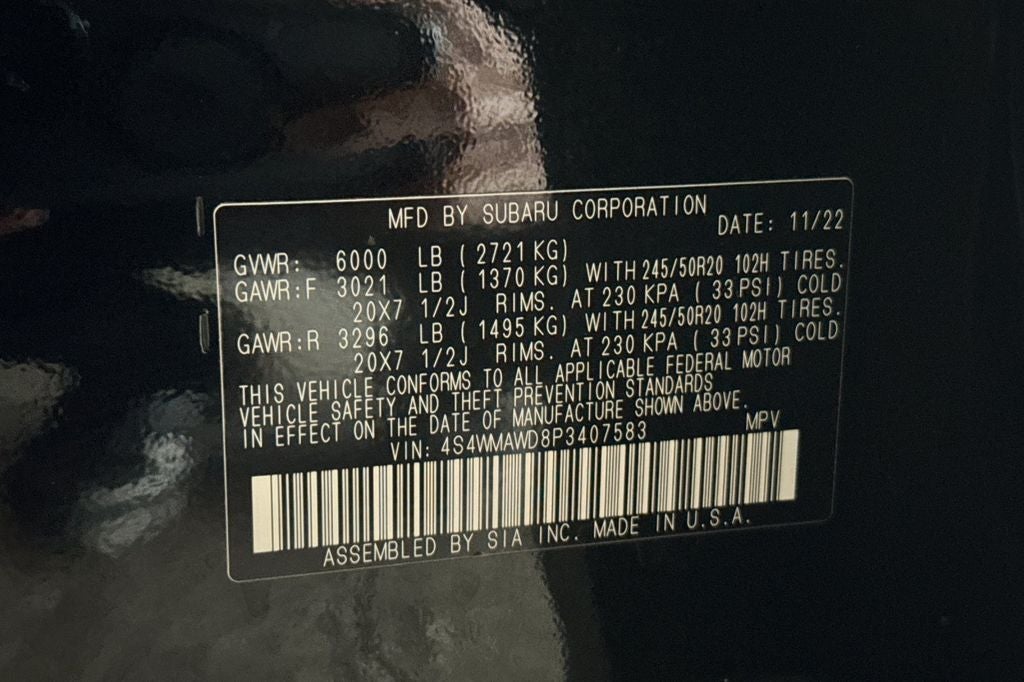 MFD BY SUBARU CORPORATION
DATE: 11/22
GVWR: 6000 LB ( 2721 KG)
GAWR:F 3021 LB ( 1370 KG) WITH 245/50R20 102H TIRES.
20X7 1/2J RIMS. AT 230 KPA ( 33 PSI) COLD
GAWR:R 3296 LB ( 1495 KG) WITH 245/50R20 102H TIRES.
20X7 1/2J RIMS. AT 230 KPA ( 33 PSI) COLD
THIS VEHICLE CONFORMS TO ALL APPLICABLE FEDERAL MOTOR
VEHICLE SAFETY AND THEFT PREVENTION STANDARDS
IN EFFECT ON THE DATE OF MANUFACTURE SHOWN ABOVE.
VIN: 4S4WMAWD8P3407583 MPV
ASSEMBLED BY SIA INC. MADE IN U.S.A.